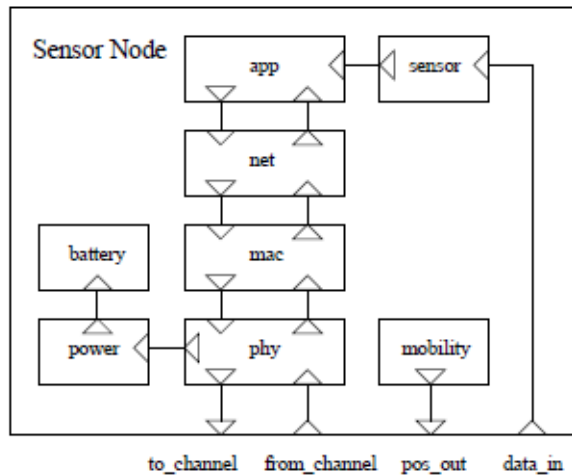 Sensor Node
app
sensor
net
battery
mac
power
phy
mobility
to_channel
from_channel
pos_out
data_in